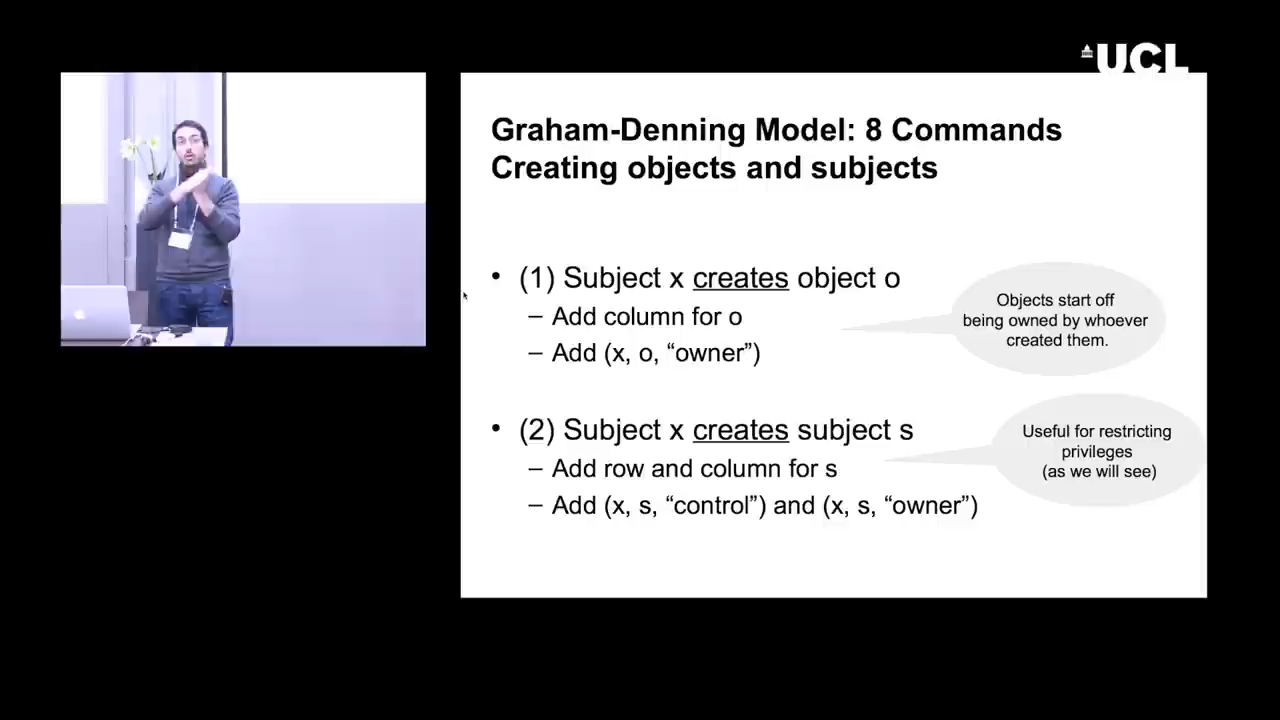 UCL
Graham-Denning Model: 8 Commands
Creating objects and subjects
• (1) Subject x creates object o
– Add column for o
– Add (x, o, “owner”)
Objects start off
being owned by whoever
created them.
• (2) Subject x creates subject s
– Add row and column for s
– Add (x, s, “control”) and (x, s, “owner”)
Useful for restricting
privileges
(as we will see)